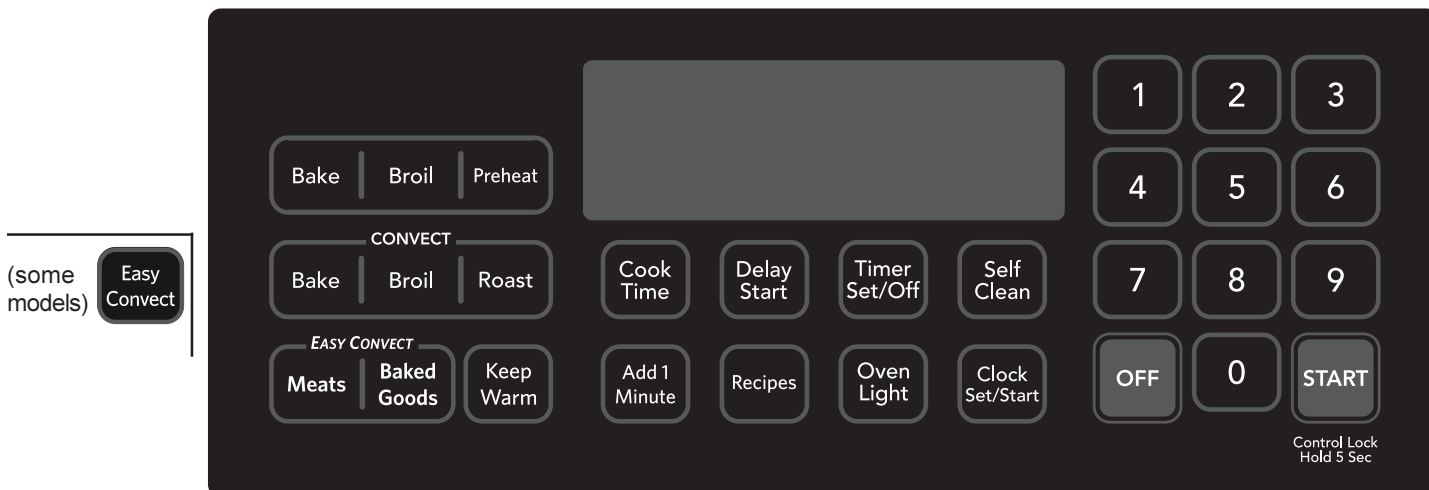 (some
models)
Easy
Convect
Bake Broil Preheat
CONVECT
Bake Broil Roast
EASY CONVECT
Meats Baked
Goods
Keep
Warm
Cook
Time
Delay
Start
Timer
Set/Off
Self
Clean
Add 1
Minute
Recipes
Oven
Light
Clock
Set/Start
1 2 3
4 5 6
7 8 9
OFF 0 START
Control Lock
Hold 5 Sec